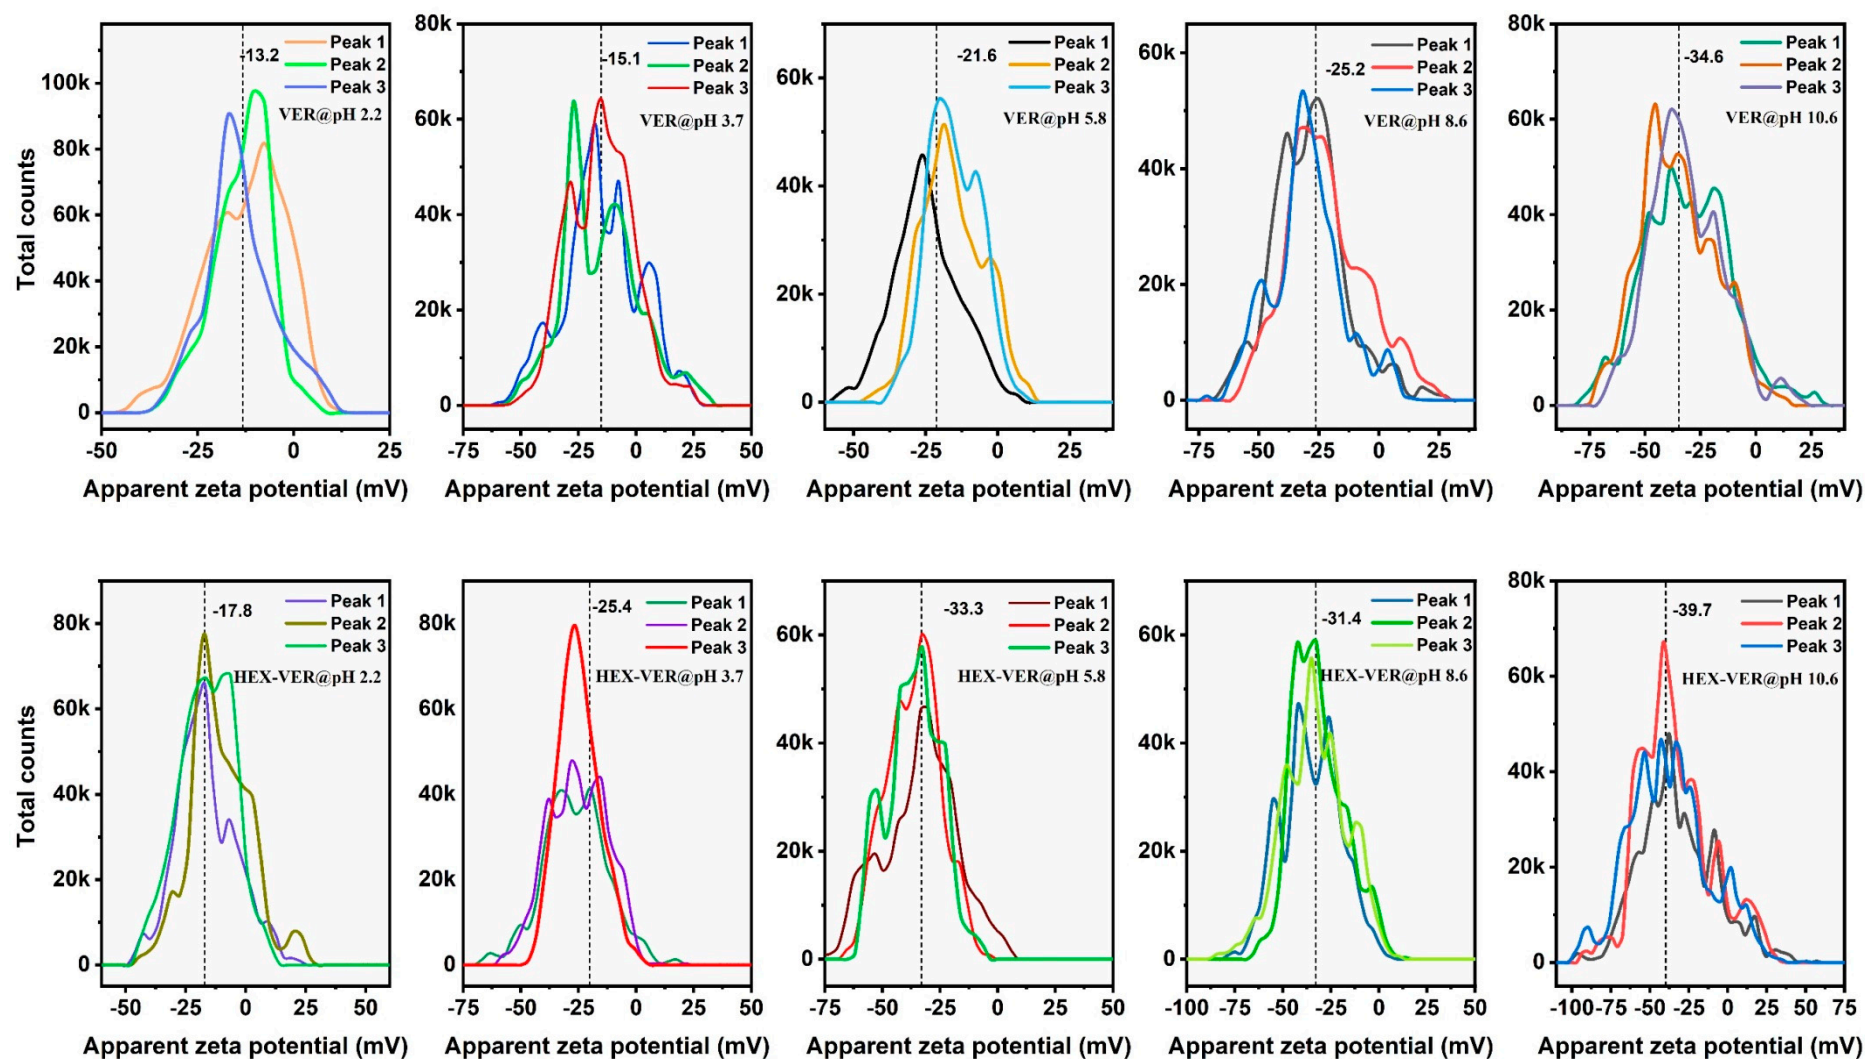 Total counts
100k
80k
60k
40k
20k
0
-50
-25
0
25
Apparent zeta potential (mV)
-13.2
Peak 1
Peak 2
Peak 3
VER@pH 2.2
80k
60k
40k
20k
0
-75
-50
-25
0
25
50
Apparent zeta potential (mV)
-15.1
Peak 1
Peak 2
Peak 3
VER@pH 3.7
60k
40k
20k
0
-50
-25
0
25
Apparent zeta potential (mV)
-21.6
Peak 1
Peak 2
Peak 3
VER@pH 5.8
60k
40k
20k
0
-75
-50
-25
0
25
Apparent zeta potential (mV)
-25.2
Peak 1
Peak 2
Peak 3
VER@pH 8.6
80k
60k
40k
20k
0
-75
-50
-25
0
25
Apparent zeta potential (mV)
-34.6
Peak 1
Peak 2
Peak 3
VER@pH 10.6
Total counts
80k
60k
40k
20k
0
-50
-25
0
25
50
Apparent zeta potential (mV)
-17.8
Peak 1
Peak 2
Peak 3
HEX-VER@pH 2.2
80k
60k
40k
20k
0
-75
-50
-25
0
25
50
Apparent zeta potential (mV)
-25.4
Peak 1
Peak 2
Peak 3
HEX-VER@pH 3.7
60k
40k
20k
0
-75
-50
-25
0
25
50
Apparent zeta potential (mV)
-33.3
Peak 1
Peak 2
Peak 3
HEX-VER@pH 5.8
60k
40k
20k
0
-100
-75
-50
-25
0
25
50
Apparent zeta potential (mV)
-31.4
Peak 1
Peak 2
Peak 3
HEX-VER@pH 8.6
80k
60k
40k
20k
0
-100
-75
-50
-25
0
25
50
75
Apparent zeta potential (mV)
-39.7
Peak 1
Peak 2
Peak 3
HEX-VER@pH 10.6